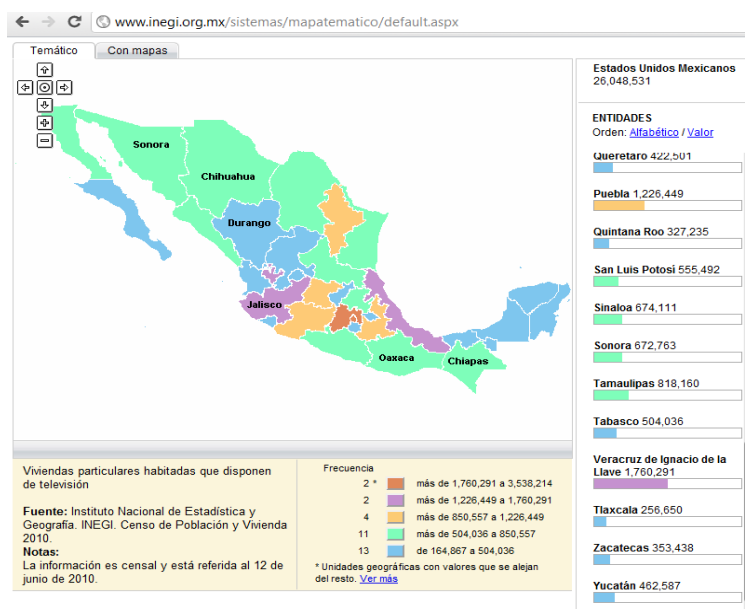 www.inegi.org.mx/sistemas/mapatematico/default.aspx
Temático
Con mapas
Sonora
Chihuahua
Durango
Jalisco
Oaxaca
Chiapas
Viviendas particulares habitadas que disponen
de televisión
Fuente: Instituto Nacional de Estadística y
Geografía. INEGI. Censo de Población y Vivienda
2010.
Notas:
La información es censal y está referida al 12 de
junio de 2010.
Frecuencia
2 * más de 1,760,291 a 3,538,214
2 más de 1,226,449 a 1,760,291
4 más de 850,557 a 1,226,449
11 más de 504,036 a 850,557
13 de 164,867 a 504,036
* Unidades geográficas con valores que se alejan
del resto. Ver más
Estados Unidos Mexicanos
26,048,531
ENTIDADES
Orden: Alfabético / Valor
Querétaro 422,501
Puebla 1,226,449
Quintana Roo 327,235
San Luis Potosí 555,492
Sinaloa 674,111
Sonora 672,763
Tamaulipas 818,160
Tabasco 504,036
Veracruz de Ignacio de la
Llave 1,760,291
Tlaxcala 256,650
Zacatecas 353,438
Yucatán 462,587